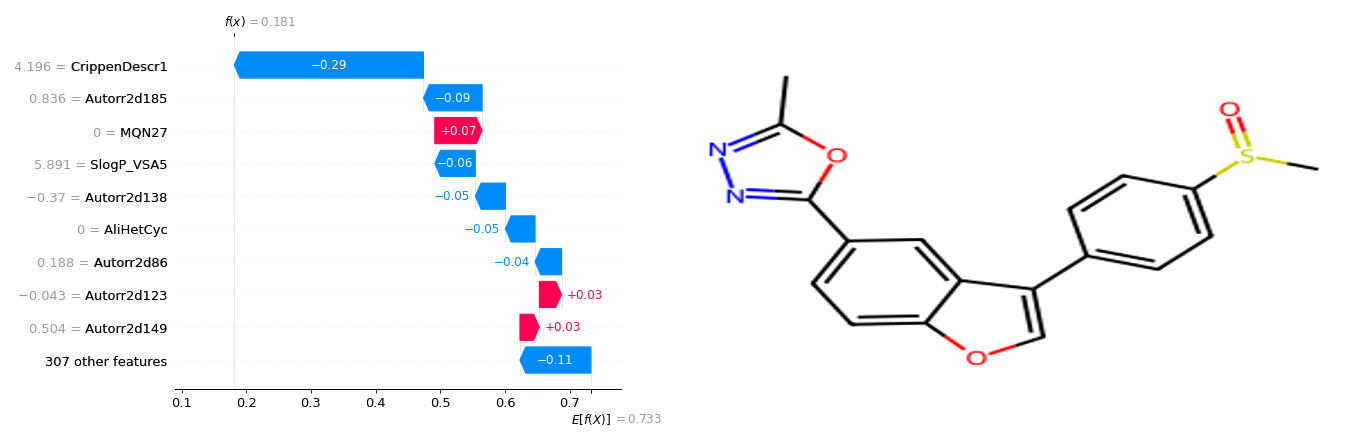 f(x) = 0.181
4.196 = CrippenDescr1
−0.29
0.836 = Autorr2d185
−0.09
0 = MQN27
+0.07
5.891 = SlogP_VSA5
−0.06
−0.37 = Autorr2d138
−0.05
0 = AliHetCyc
−0.05
0.188 = Autorr2d86
−0.04
−0.043 = Autorr2d123
+0.03
0.504 = Autorr2d149
+0.03
307 other features
−0.11
0.1 0.2 0.3 0.4 0.5 0.6 0.7
E[f(X)] = 0.733
O
S
N
O
N
O